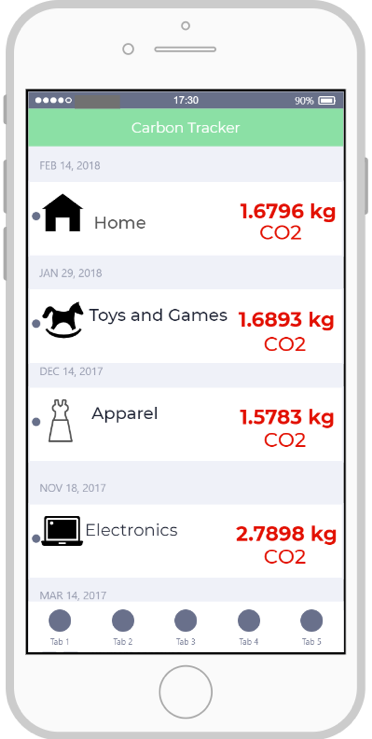 17:30
90%
Carbon Tracker
FEB 14, 2018
Home
1.6796 kg
CO2
JAN 29, 2018
Toys and Games
1.6893 kg
CO2
DEC 14, 2017
Apparel
1.5783 kg
CO2
NOV 18, 2017
Electronics
2.7898 kg
CO2
MAR 14, 2017
Tab 1
Tab 2
Tab 3
Tab 4
Tab 5